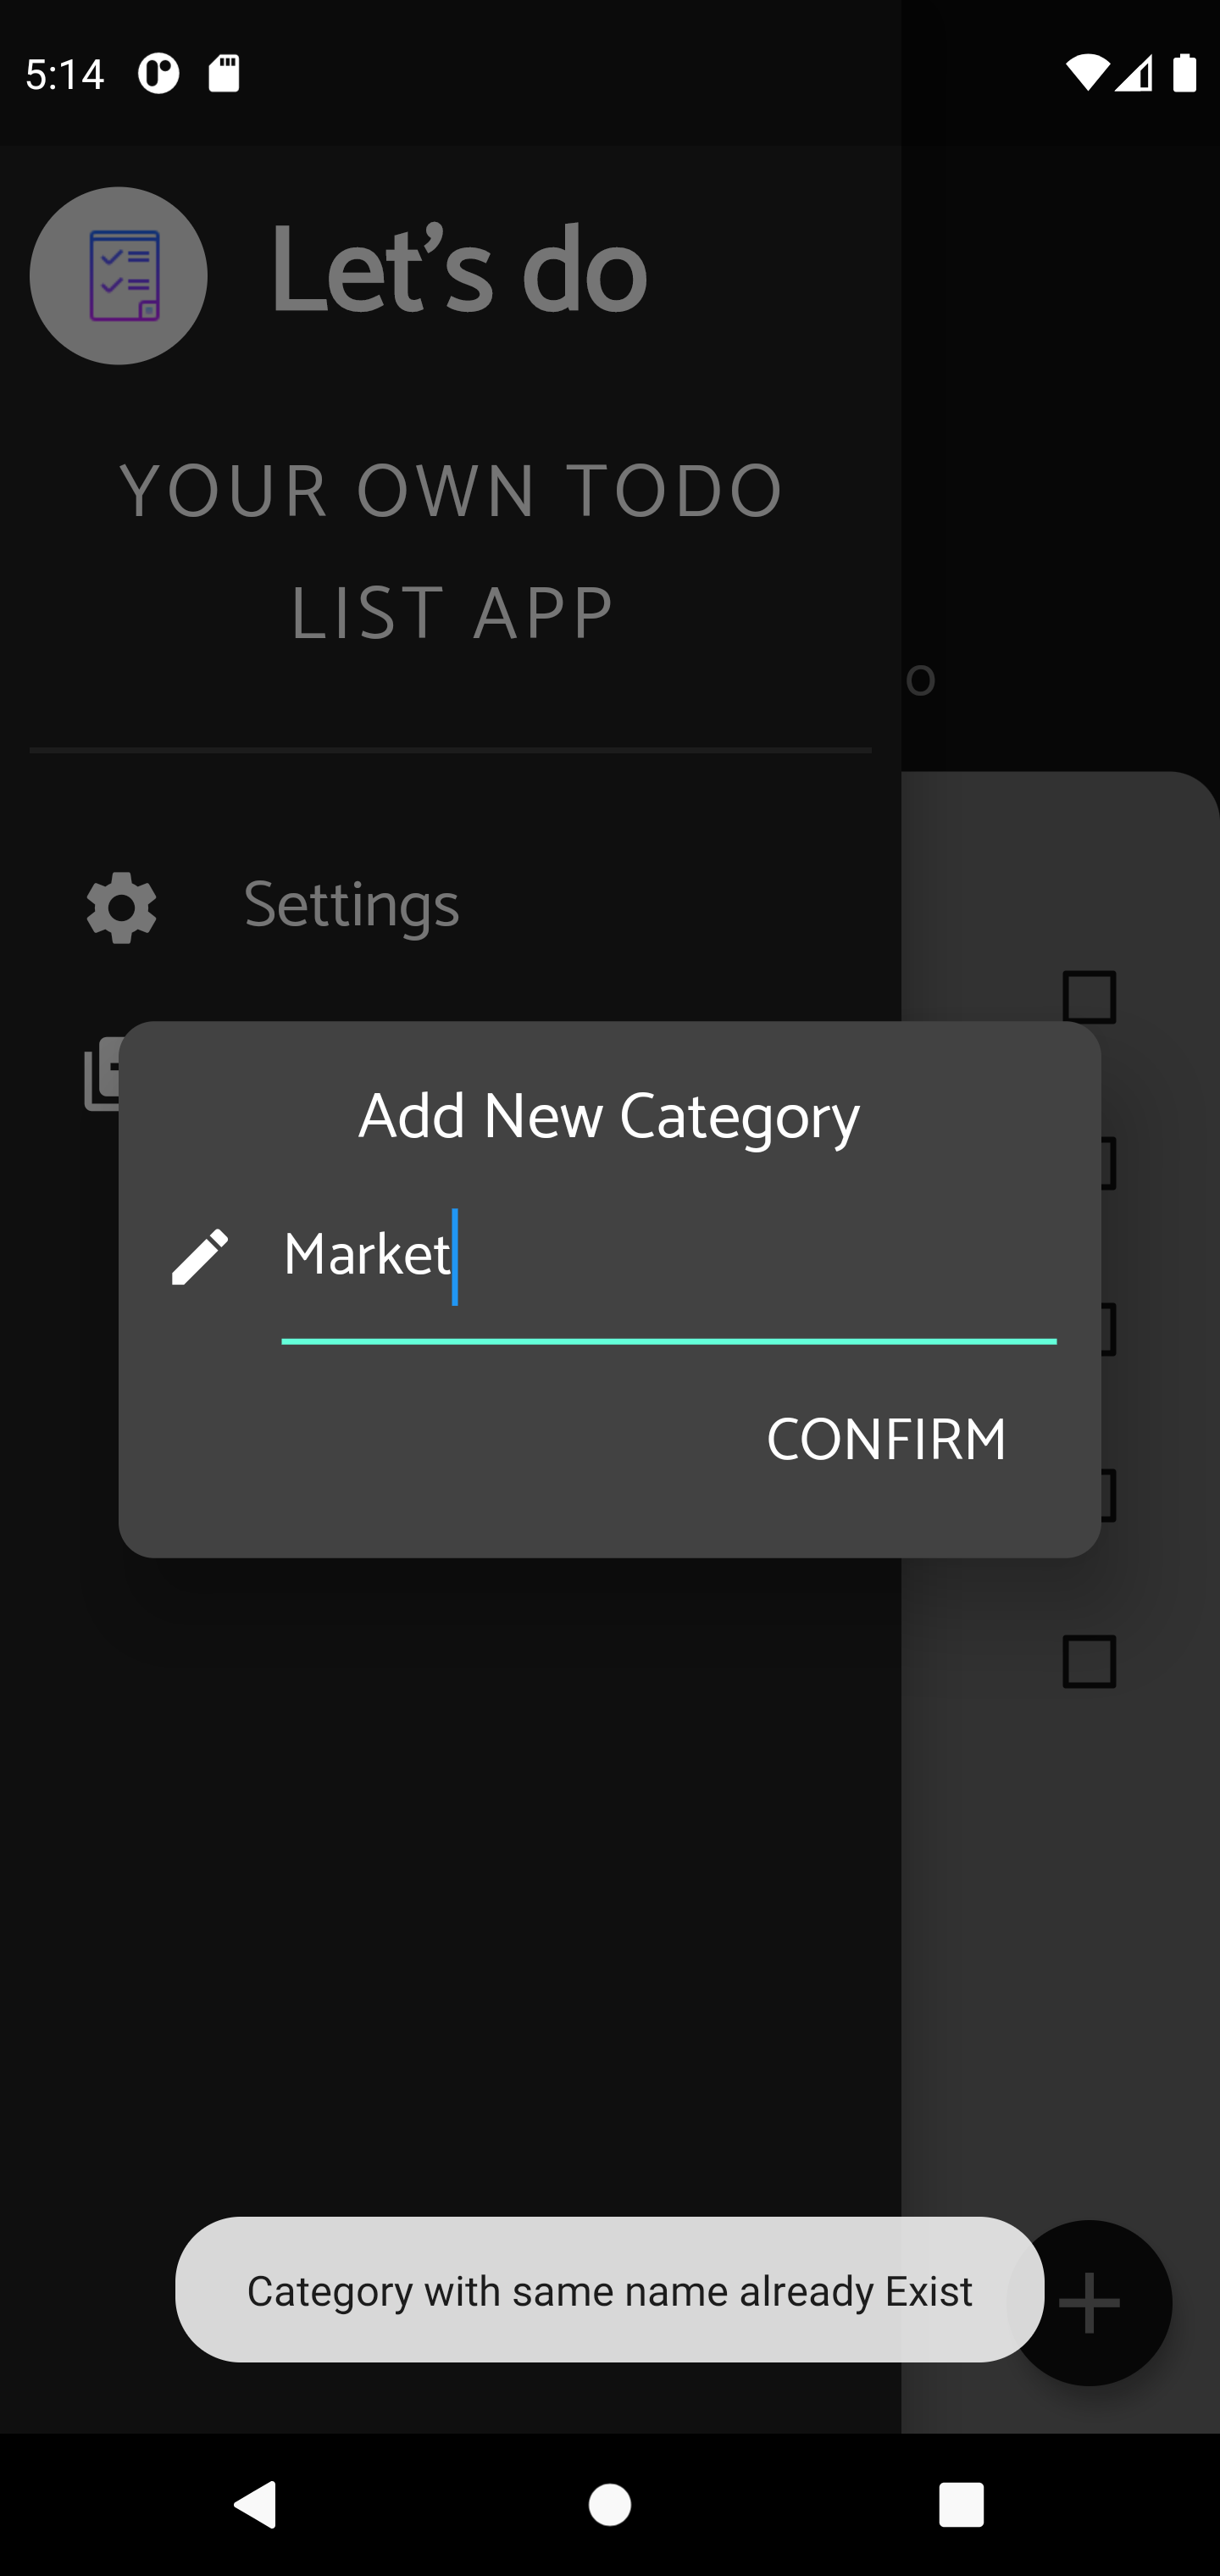 5:14
Let's do
YOUR OWN TODO
LIST APP
o
Settings
Add New Category
Market
CONFIRM
Category with same name already Exist